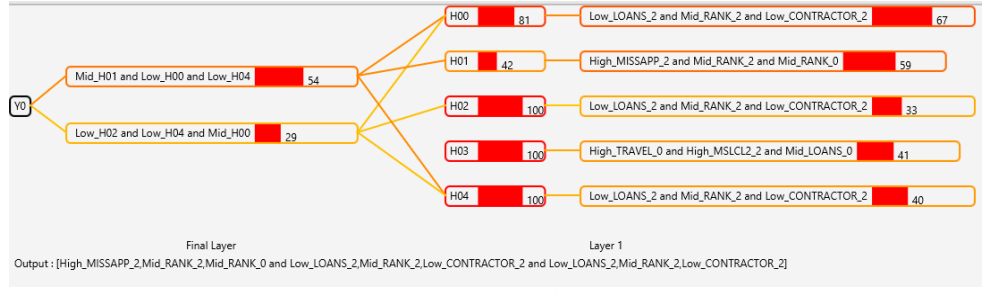 H00 81 Low_LOANS_2 and Mid_RANK_2 and Low_CONTRACTOR_2 67
H01 42 High_MISSAPP_2 and Mid_RANK_2 and Mid_RANK_0 59
Mid_H01 and Low_H00 and Low_H04 54
Y0
H02 100 Low_LOANS_2 and Mid_RANK_2 and Low_CONTRACTOR_2 33
Low_H02 and Low_H04 and Mid_H00 29
H03 100 High_TRAVEL_0 and High_MSLCL2_2 and Mid_LOANS_0 41
H04 100 Low_LOANS_2 and Mid_RANK_2 and Low_CONTRACTOR_2 40
Final Layer Layer 1
Output : [High_MISSAPP_2,Mid_RANK_2,Mid_RANK_0 and Low_LOANS_2,Mid_RANK_2,Low_CONTRACTOR_2 and Low_LOANS_2,Mid_RANK_2,Low_CONTRACTOR_2]